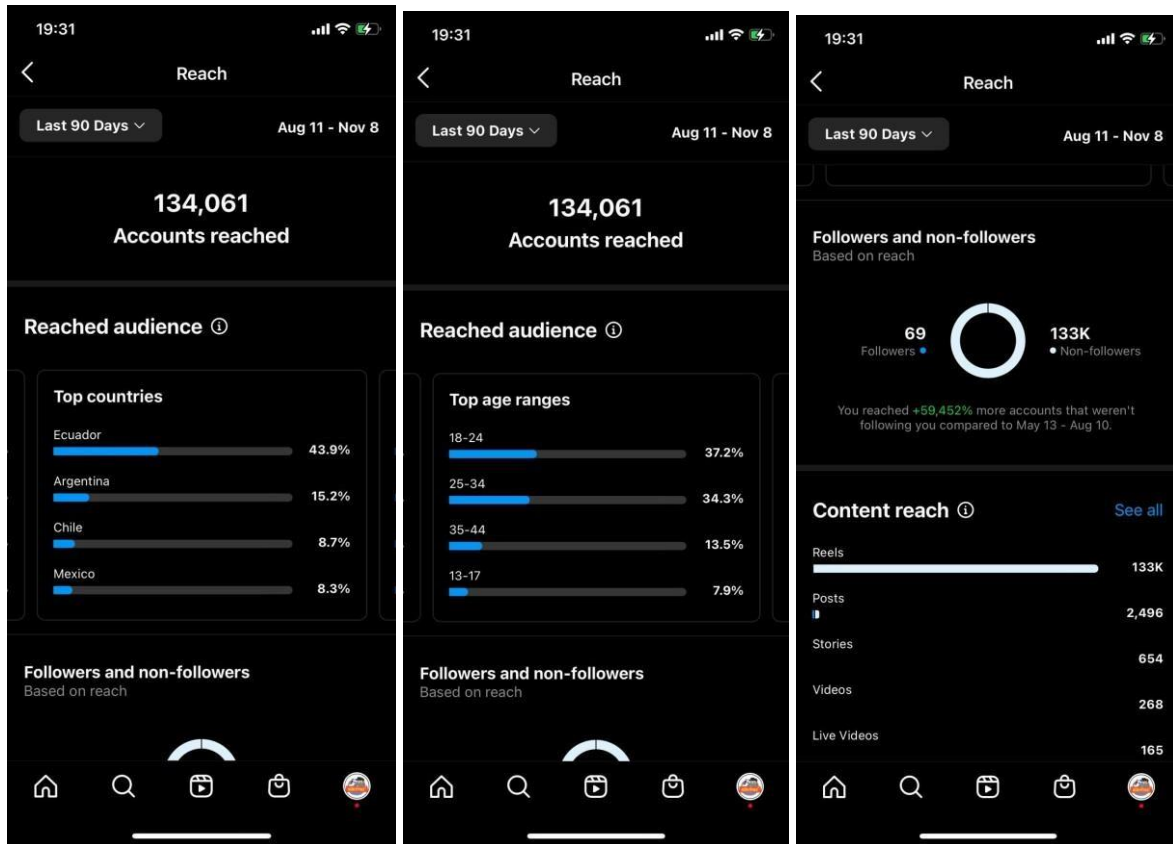 19:31
Reach
Last 90 Days
Aug 11 - Nov 8
134,061
Accounts reached
Reached audience
Top countries
Ecuador
43.9%
Argentina
15.2%
Chile
8.7%
Mexico
8.3%
Followers and non-followers
Based on reach
19:31
Reach
Last 90 Days
Aug 11 - Nov 8
134,061
Accounts reached
Reached audience
Top age ranges
18-24
37.2%
25-34
34.3%
35-44
13.5%
13-17
7.9%
Followers and non-followers
Based on reach
19:31
Reach
Last 90 Days
Aug 11 - Nov 8
Followers and non-followers
Based on reach
69
Followers
133K
Non-followers
You reached +59,452% more accounts that weren't
following you compared to May 13 - Aug 10.
Content reach
See all
Reels
133K
Posts
2,496
Stories
654
Videos
268
Live Videos
165